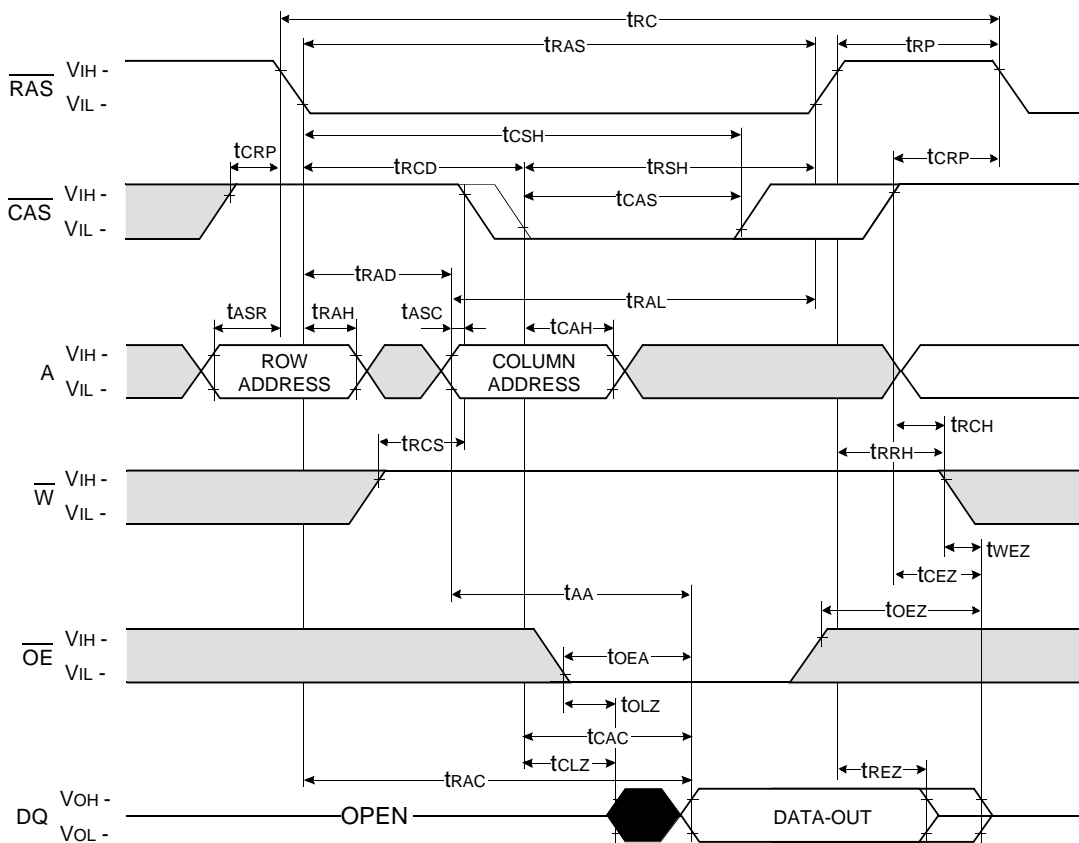 tRC
tRAS
tRP
RAS
VIH -
VIL -
tCSH
tCRP
tRCD
tRSH
tCRP
CAS
VIH -
VIL -
tCAS
tRAD
tRAL
tASR
tRAH
tASC
tCAH
A
VIH -
VIL -
ROW
ADDRESS
COLUMN
ADDRESS
tRCS
tRCH
tRRH
W
VIH -
VIL -
tWEZ
tCEZ
tAA
tOEZ
OE
VIH -
VIL -
tOEA
tOLZ
tCAC
tCLZ
tRAC
tREZ
DQ
VOH -
VOL -
OPEN
DATA-OUT